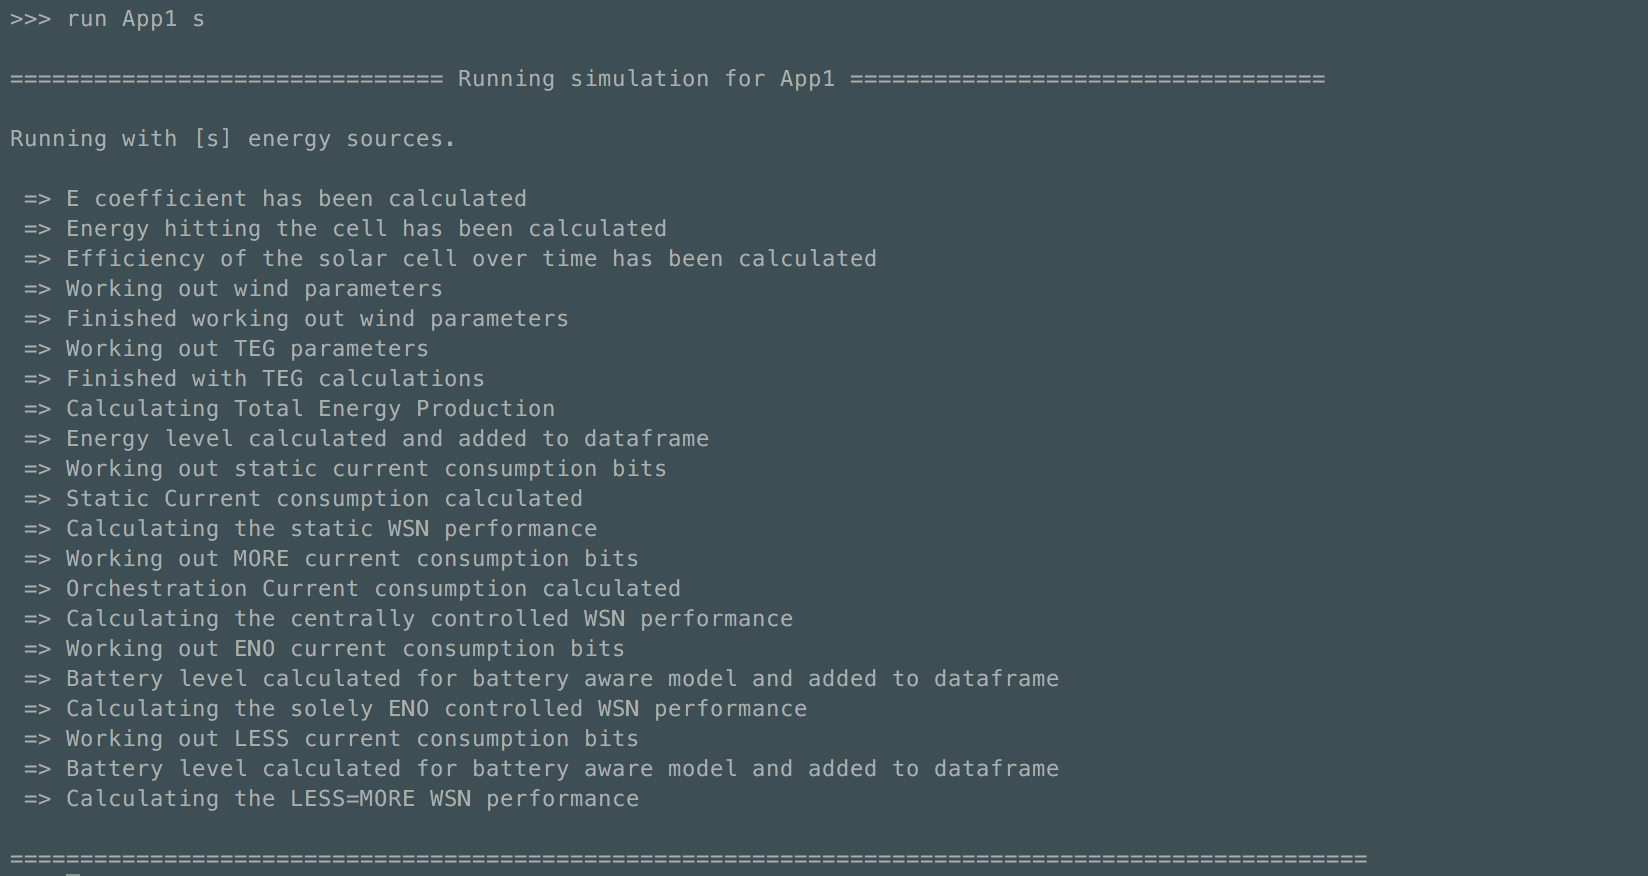 >>> run App1 s
=============================== Running simulation for App1 ==================================
Running with [s] energy sources.
=> E coefficient has been calculated
=> Energy hitting the cell has been calculated
=> Efficiency of the solar cell over time has been calculated
=> Working out wind parameters
=> Finished working out wind parameters
=> Working out TEG parameters
=> Finished with TEG calculations
=> Calculating Total Energy Production
=> Energy level calculated and added to dataframe
=> Working out static current consumption bits
=> Static Current consumption calculated
=> Calculating the static WSN performance
=> Working out MORE current consumption bits
=> Orchestration Current consumption calculated
=> Calculating the centrally controlled WSN performance
=> Working out ENO current consumption bits
=> Battery level calculated for battery aware model and added to dataframe
=> Calculating the solely ENO controlled WSN performance
=> Working out LESS current consumption bits
=> Battery level calculated for battery aware model and added to dataframe
=> Calculating the LESS=MORE WSN performance
=================================================================================================